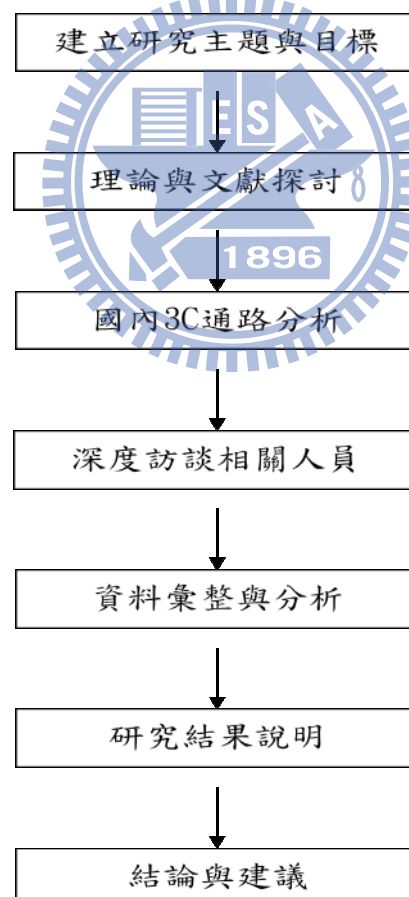 建立研究主題與目標
E S A
理論與文獻探討
8
1896
國內3C通路分析
深度訪談相關人員
資料彙整與分析
研究結果說明
結論與建議